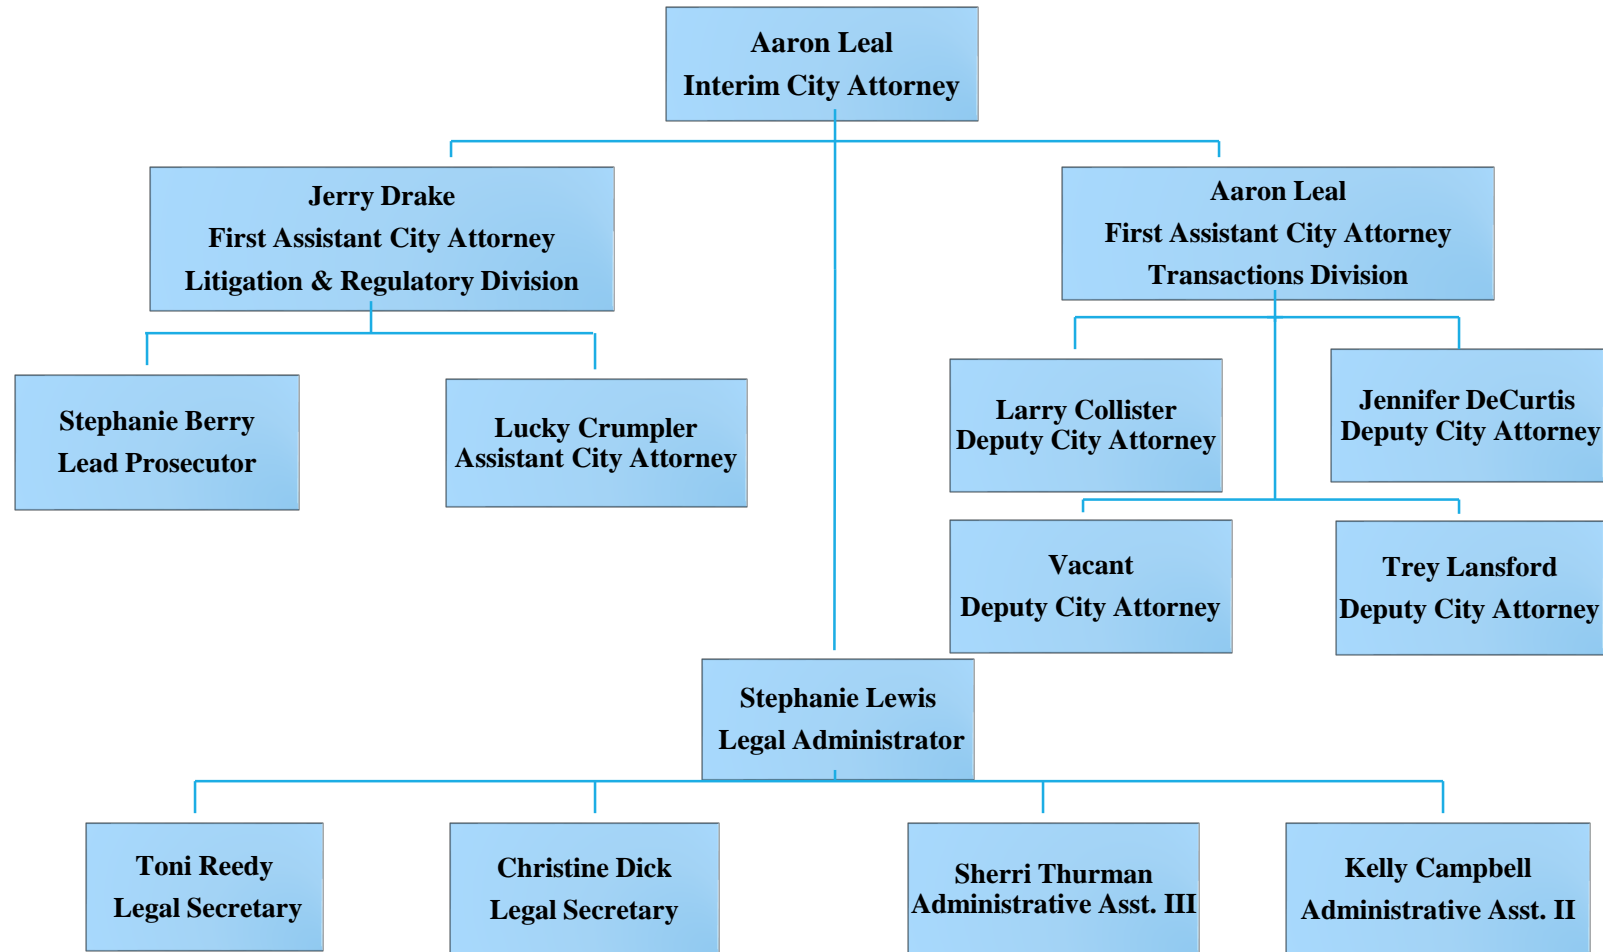 Aaron Leal
Interim City Attorney
Jerry Drake
First Assistant City Attorney
Litigation & Regulatory Division
Aaron Leal
First Assistant City Attorney
Transactions Division
Stephanie Berry
Lead Prosecutor
Lucky Crumpler
Assistant City Attorney
Larry Collister
Deputy City Attorney
Jennifer DeCurtis
Deputy City Attorney
Vacant
Deputy City Attorney
Trey Lansford
Deputy City Attorney
Stephanie Lewis
Legal Administrator
Toni Reedy
Legal Secretary
Christine Dick
Legal Secretary
Sherri Thurman
Administrative Asst. III
Kelly Campbell
Administrative Asst. II